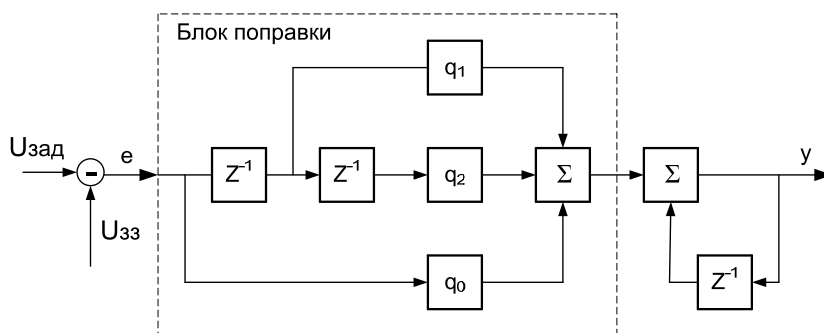 Блок поправки
q₁
Uзад
e
-
Z⁻¹
Z⁻¹
q₂
Σ
Σ
y
Uзз
q₀
Z⁻¹